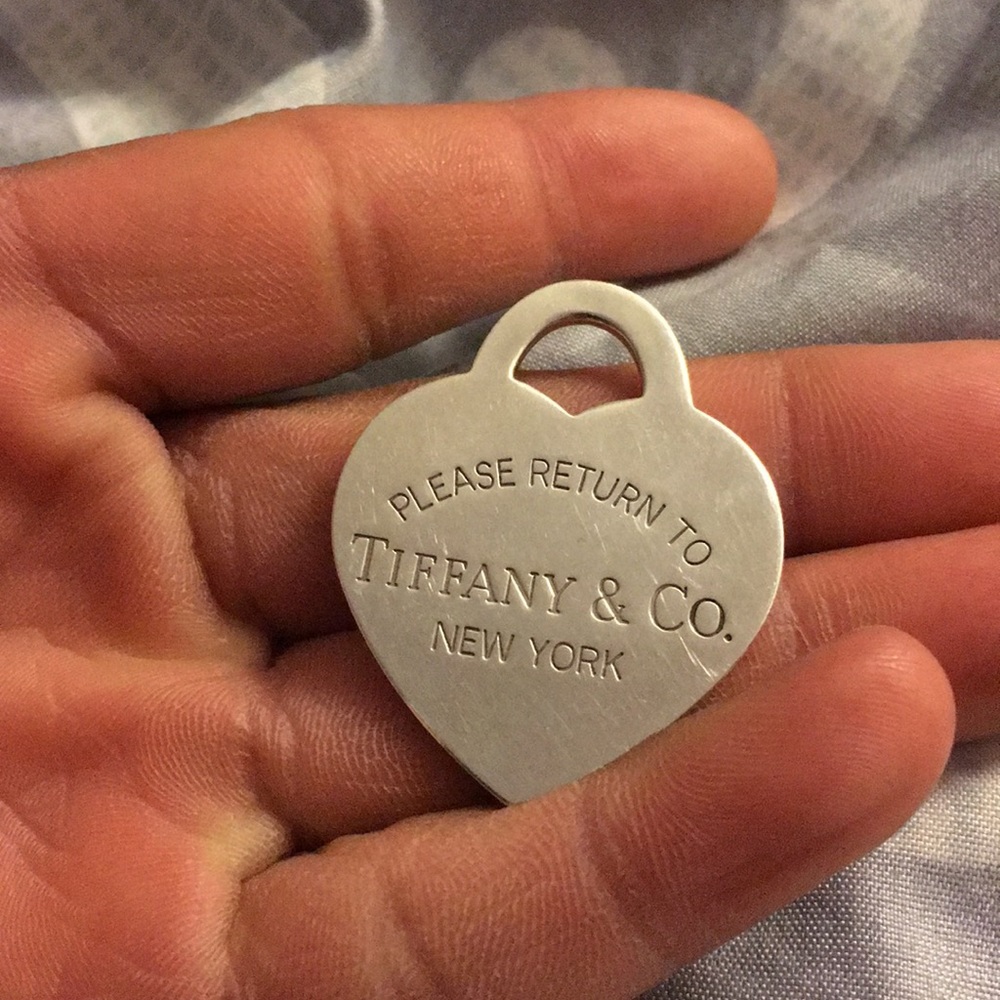 PLEASE RETURN TO
TIFFANY & CO.
NEW YORK